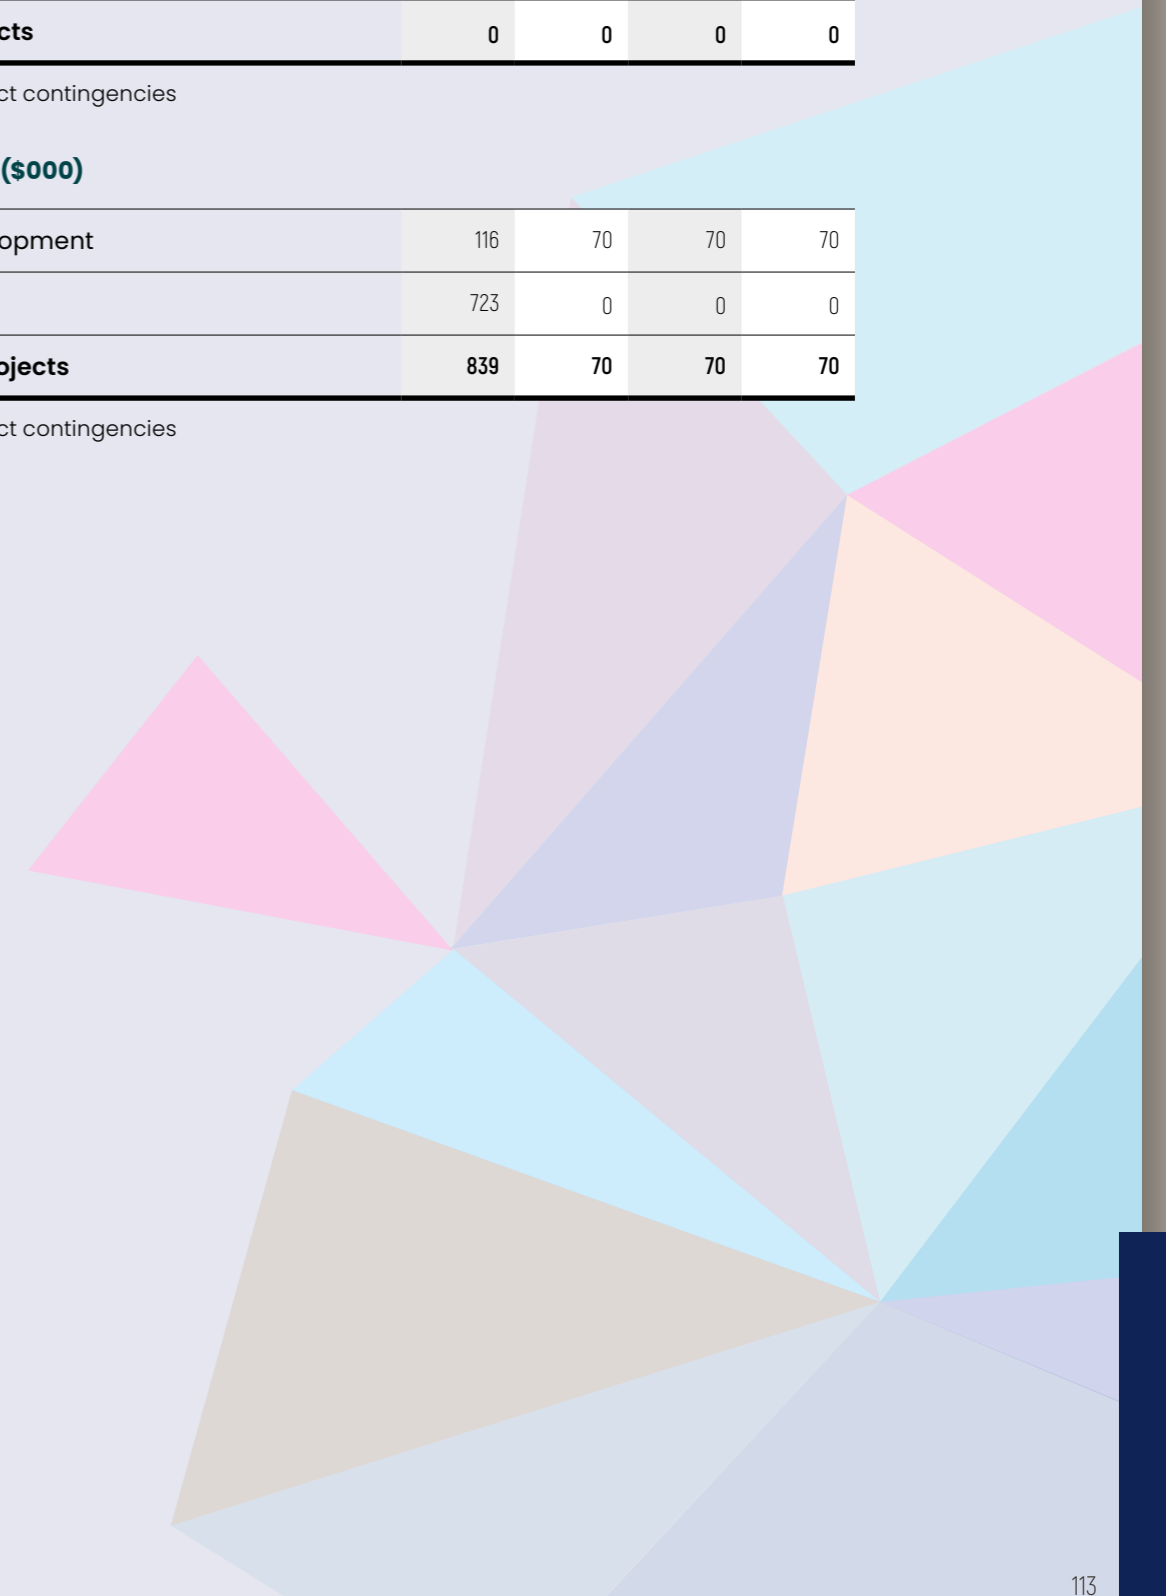 cts 0 0 0 0
ct contingencies
($000)
opment 116 70 70 70
723 0 0 0
ojects 839 70 70 70
ct contingencies
113